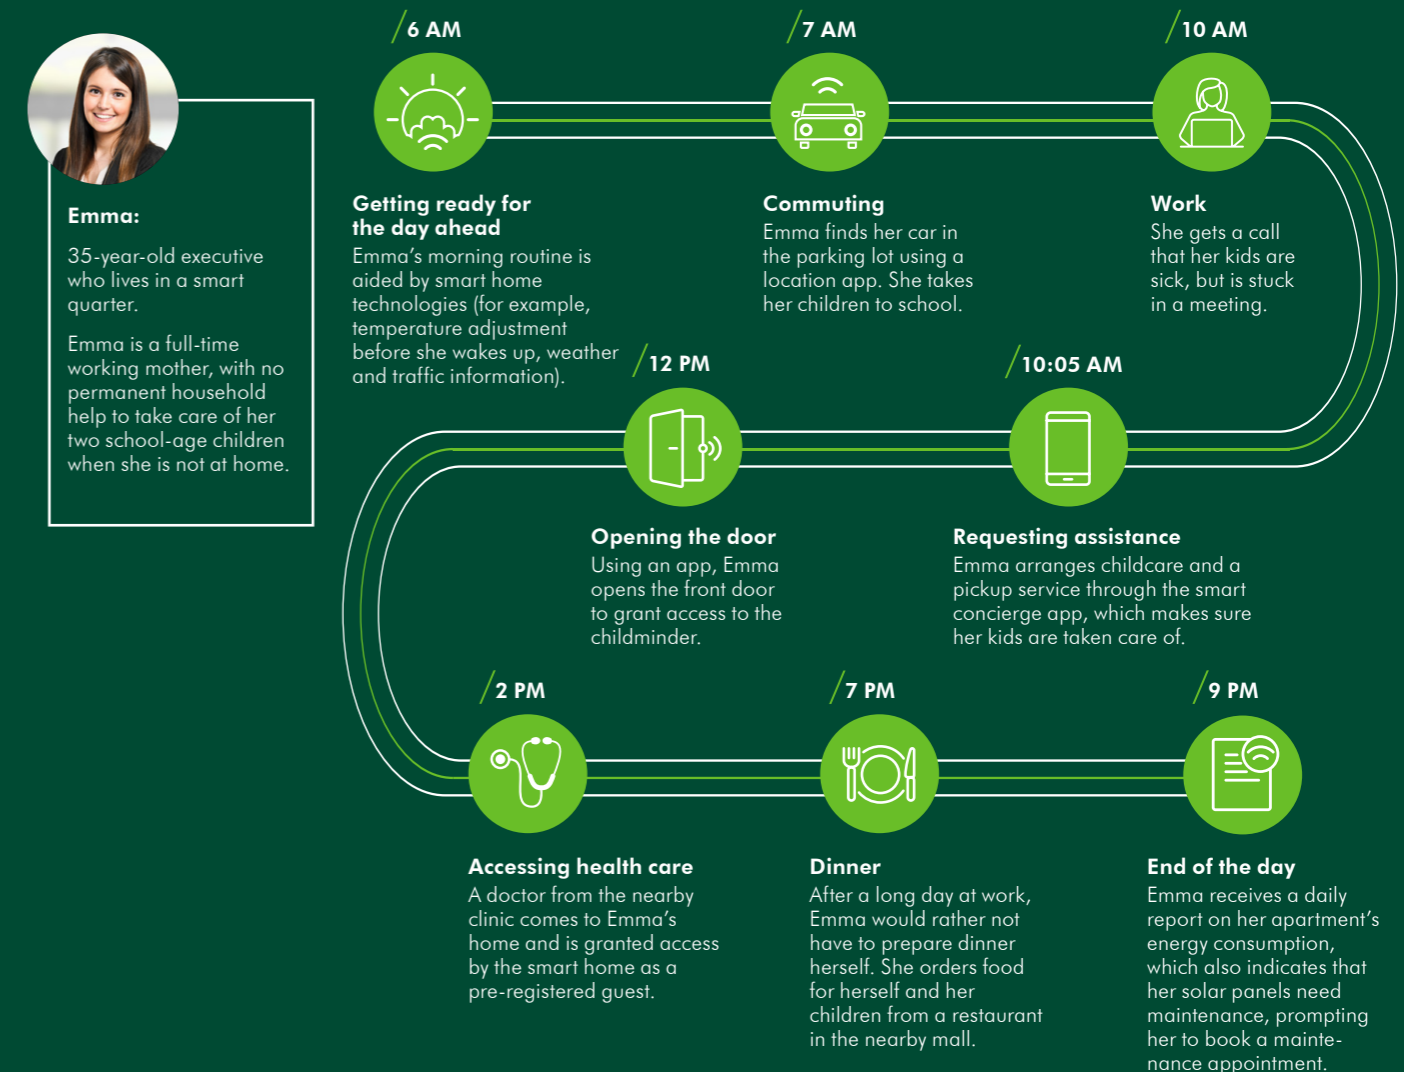 Emma:
35-year-old executive
who lives in a smart
quarter.
Emma is a full-time
working mother, with no
permanent household
help to take care of her
two school-age children
when she is not at home.
6 AM
Getting ready for
the day ahead
Emma’s morning routine is
aided by smart home
technologies (for example,
temperature adjustment
before she wakes up, weather
and traffic information).
7 AM
Commuting
Emma finds her car in
the parking lot using a
location app. She takes
her children to school.
10 AM
Work
She gets a call
that her kids are
sick, but is stuck
in a meeting.
10:05 AM
Requesting assistance
Emma arranges childcare and a
pickup service through the smart
concierge app, which makes sure
her kids are taken care of.
12 PM
Opening the door
Using an app, Emma
opens the front door
to grant access to the
childminder.
2 PM
Accessing health care
A doctor from the nearby
clinic comes to Emma’s
home and is granted access
by the smart home as a
pre-registered guest.
7 PM
Dinner
After a long day at work,
Emma would rather not
have to prepare dinner
herself. She orders food
for herself and her
children from a restaurant
in the nearby mall.
9 PM
End of the day
Emma receives a daily
report on her apartment’s
energy consumption,
which also indicates that
her solar panels need
maintenance, prompting
her to book a mainte-
nance appointment.